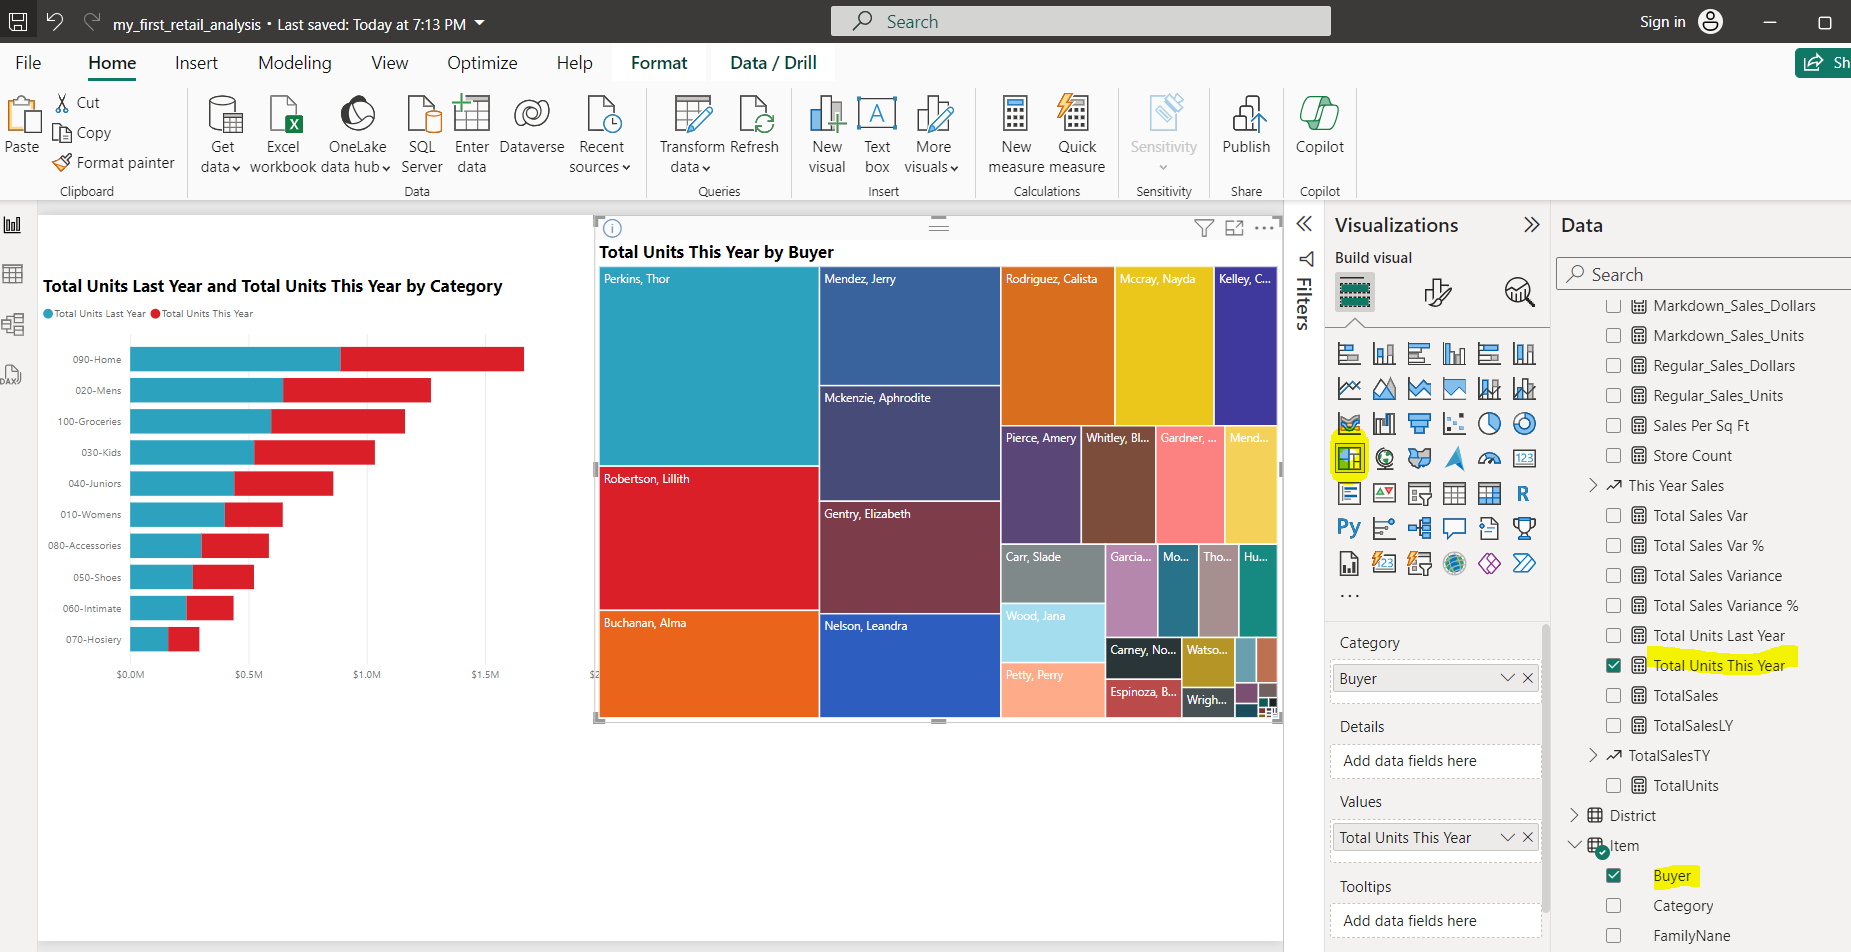 my_first_retail_analysis • Last saved: Today at 7:13 PM
Search
Sign in
File
Home
Insert
Modeling
View
Optimize
Help
Format
Data / Drill
Sh
Paste
Cut
Copy
Format painter
Clipboard
Get data
Excel workbook
OneLake data hub
SQL Server
Enter data
Dataverse
Recent sources
Data
Transform data
Refresh
Queries
New visual
Text box
More visuals
Insert
New measure
Quick measure
Calculations
Sensitivity
Sensitivity
Publish
Share
Copilot
Copilot
DAX
Total Units Last Year and Total Units This Year by Category
Total Units Last Year
Total Units This Year
090-Home
020-Mens
100-Groceries
030-Kids
040-Juniors
010-Womens
080-Accessories
050-Shoes
060-Intimate
070-Hosiery
$0.0M
$0.5M
$1.0M
$1.5M
$2
Total Units This Year by Buyer
Perkins, Thor
Robertson, Lillith
Buchanan, Alma
Mendez, Jerry
Mckenzie, Aphrodite
Gentry, Elizabeth
Nelson, Leandra
Rodriguez, Calista
Mccray, Nayda
Kelley, C...
Pierce, Amery
Whitley, Bl...
Gardner, ...
Mend...
Carr, Slade
Wood, Jana
Petty, Perry
Garcia...
Mo...
Tho...
Hu...
Carney, No...
Espinoza, B...
Watso...
Wrigh...
Filters
Visualizations
Build visual
123
R
Py
123
...
Category
Buyer
Details
Add data fields here
Values
Total Units This Year
Tooltips
Add data fields here
Data
Search
Markdown_Sales_Dollars
Markdown_Sales_Units
Regular_Sales_Dollars
Regular_Sales_Units
Sales Per Sq Ft
Store Count
This Year Sales
Total Sales Var
Total Sales Var %
Total Sales Variance
Total Sales Variance %
Total Units Last Year
Total Units This Year
TotalSales
TotalSalesLY
TotalSalesTY
TotalUnits
District
Item
Buyer
Category
FamilyNane